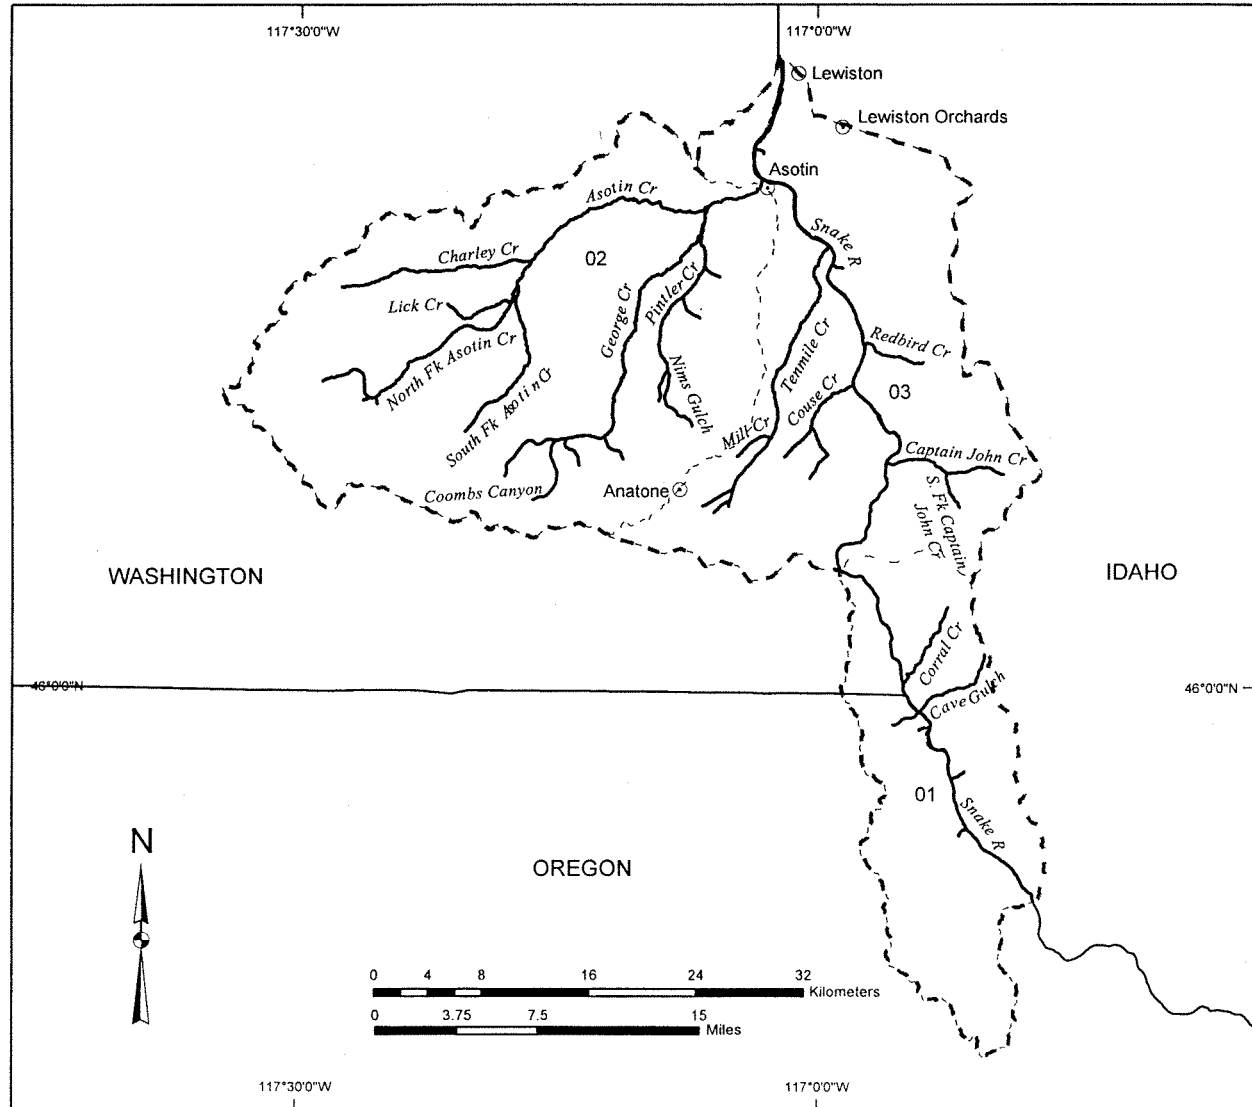 117°30'0"W
117°0'0"W
Lewiston
Lewiston Orchards
Asotin
Asotin Cr
Snake R
Charley Cr
02
Lick Cr
George Cr
Pintler Cr
North Fk Asotin Cr
Tenmile Cr
Redbird Cr
Nims Gulch
Couse Cr
03
South Fk Asotin Cr
Mill Cr
Captain John Cr
Coombs Canyon
Anatone
S. Fk Captain
John Cr
WASHINGTON
IDAHO
Corral Cr
46°0'0"N
46°0'0"N
Cave Gulch
01
Snake R
N
OREGON
0 4 8 16 24 32
Kilometers
0 3.75 7.5 15
Miles
117°30'0"W
117°0'0"W